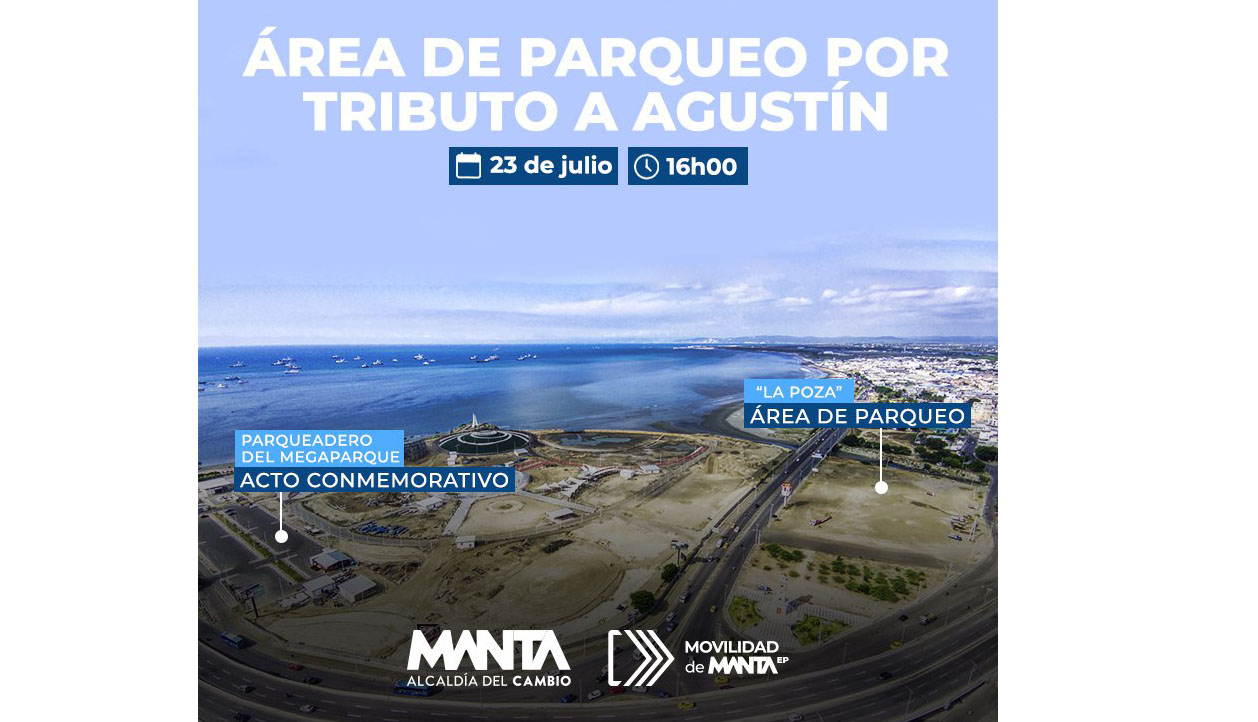 ÁREA DE PARQUEO POR
TRIBUTO A AGUSTÍN
23 de julio
16h00
“LA POZA”
ÁREA DE PARQUEO
PARQUEADERO
DEL MEGAPARQUE
ACTO CONMEMORATIVO
MANTA
ALCALDÍA DEL CAMBIO
MOVILIDAD
de MANTA EP